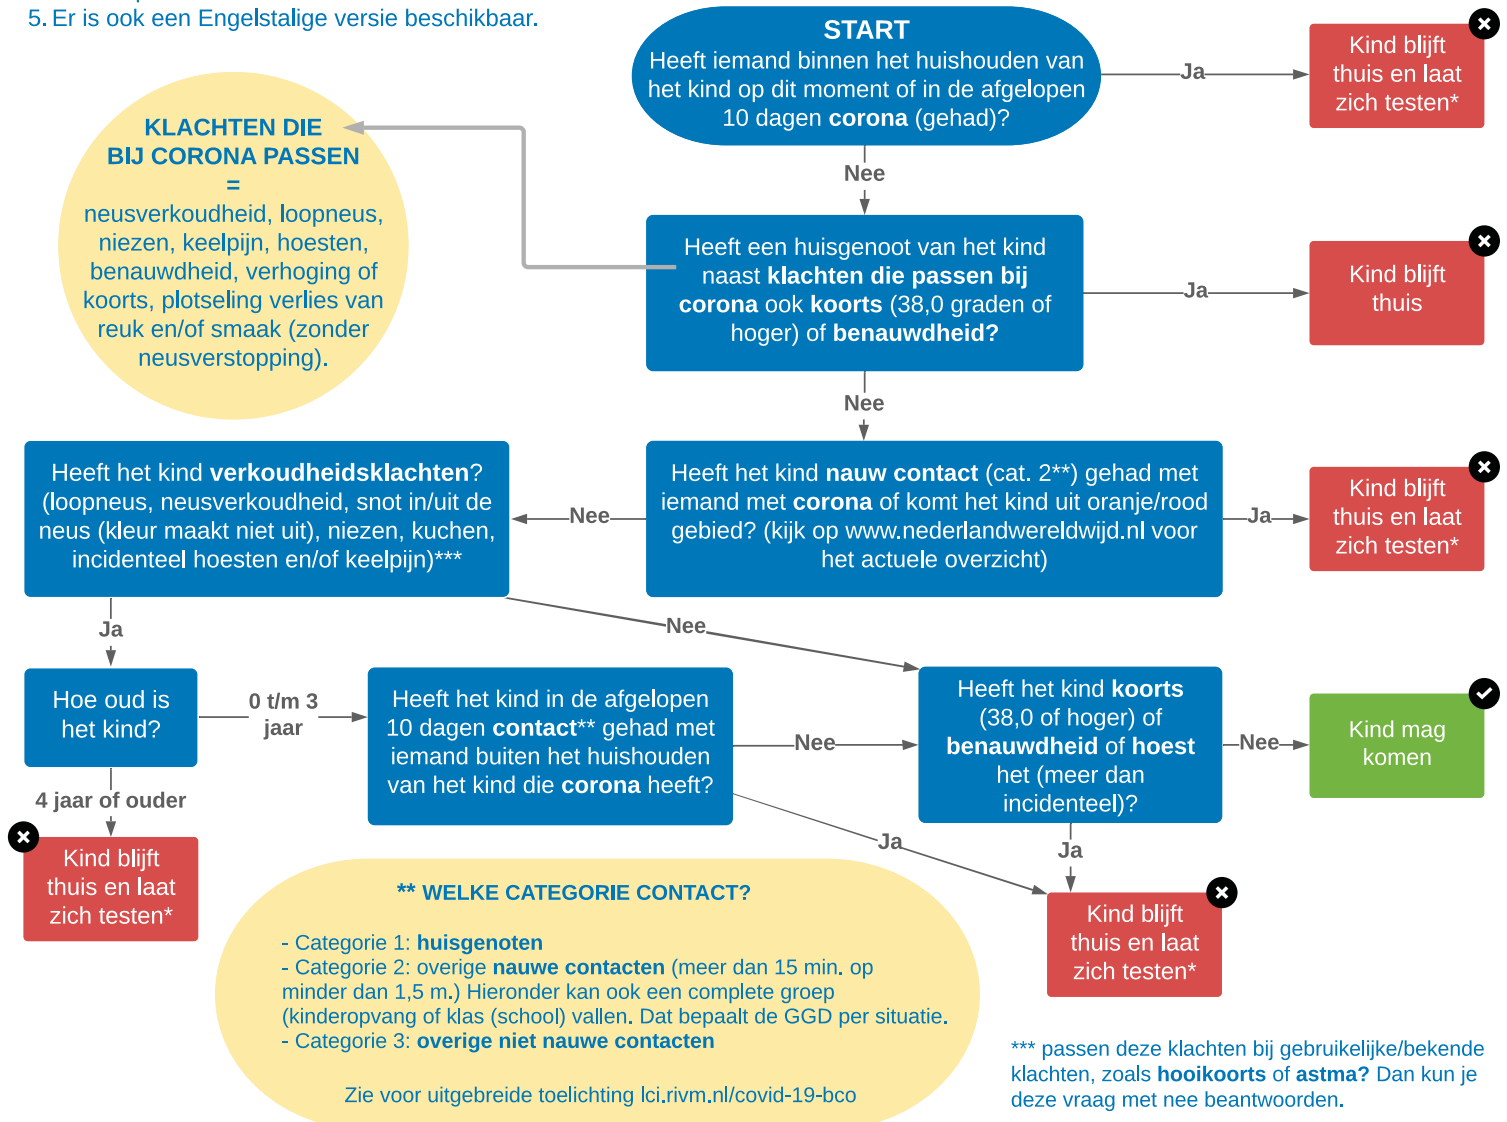 5. Er is ook een Engelstalige versie beschikbaar.
START
Heeft iemand binnen het huishouden van
het kind op dit moment of in de afgelopen
10 dagen corona (gehad)?
Ja
Kind blijft
thuis en laat
zich testen*
KLACHTEN DIE
BIJ CORONA PASSEN
=
neusverkoudheid, loopneus,
niezen, keelpijn, hoesten,
benauwdheid, verhoging of
koorts, plotseling verlies van
reuk en/of smaak (zonder
neusverstopping).
Nee
Heeft een huisgenoot van het kind
naast klachten die passen bij
corona ook koorts (38,0 graden of
hoger) of benauwdheid?
Ja
Kind blijft
thuis
Nee
Heeft het kind nauw contact (cat. 2**) gehad met
iemand met corona of komt het kind uit oranje/rood
gebied? (kijk op www.nederlandwereldwijd.nl voor
het actuele overzicht)
Ja
Kind blijft
thuis en laat
zich testen*
Nee
Heeft het kind verkoudheidsklachten?
(loopneus, neusverkoudheid, snot in/uit de
neus (kleur maakt niet uit), niezen, kuchen,
incidenteel hoesten en/of keelpijn)***
Ja
Nee
Hoe oud is
het kind?
0 t/m 3
jaar
Heeft het kind in de afgelopen
10 dagen contact** gehad met
iemand buiten het huishouden
van het kind die corona heeft?
Nee
Heeft het kind koorts
(38,0 of hoger) of
benauwdheid of hoest
het (meer dan
incidenteel)?
Nee
Kind mag
komen
4 jaar of ouder
Kind blijft
thuis en laat
zich testen*
Ja
Ja
Kind blijft
thuis en laat
zich testen*
** WELKE CATEGORIE CONTACT?
- Categorie 1: huisgenoten
- Categorie 2: overige nauwe contacten (meer dan 15 min. op
minder dan 1,5 m.) Hieronder kan ook een complete groep
(kinderopvang of klas (school) vallen. Dat bepaalt de GGD per situatie.
- Categorie 3: overige niet nauwe contacten
Zie voor uitgebreide toelichting lci.rivm.nl/covid-19-bco
*** passen deze klachten bij gebruikelijke/bekende
klachten, zoals hooikoorts of astma? Dan kun je
deze vraag met nee beantwoorden.